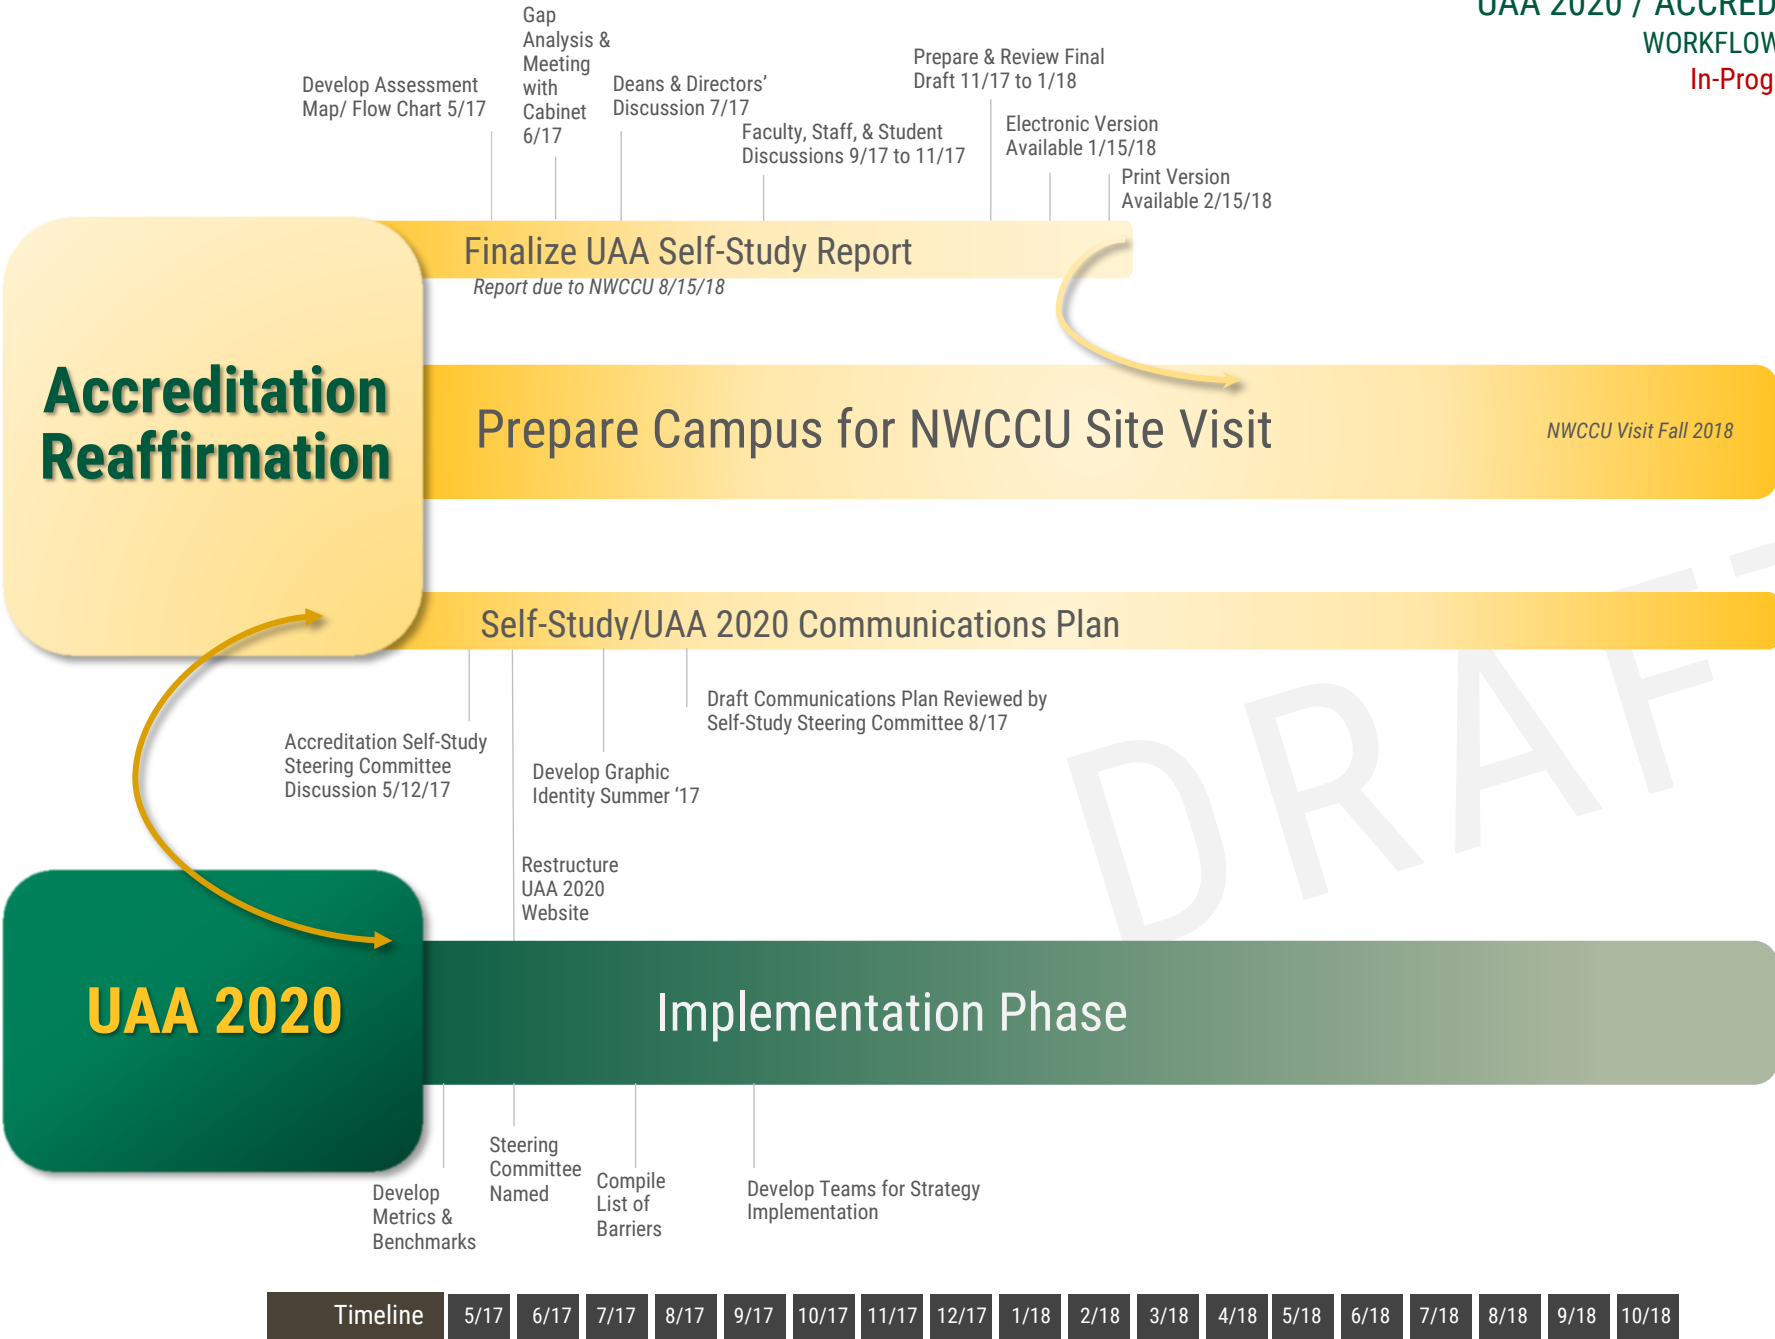 UAA 2020 / ACCRED
WORKFLOW
In-Prog
Gap
Analysis &
Meeting
with
Cabinet
6/17
Develop Assessment
Map/ Flow Chart 5/17
Deans & Directors’
Discussion 7/17
Faculty, Staff, & Student
Discussions 9/17 to 11/17
Prepare & Review Final
Draft 11/17 to 1/18
Electronic Version
Available 1/15/18
Print Version
Available 2/15/18
Finalize UAA Self-Study Report
Report due to NWCCU 8/15/18
Accreditation
Reaffirmation
Prepare Campus for NWCCU Site Visit
NWCCU Visit Fall 2018
Self-Study/UAA 2020 Communications Plan
Draft Communications Plan Reviewed by
Self-Study Steering Committee 8/17
Accreditation Self-Study
Steering Committee
Discussion 5/12/17
Develop Graphic
Identity Summer ‘17
Restructure
UAA 2020
Website
DRAFT
UAA 2020
Implementation Phase
Develop
Metrics &
Benchmarks
Steering
Committee
Named
Compile
List of
Barriers
Develop Teams for Strategy
Implementation
Timeline 5/17 6/17 7/17 8/17 9/17 10/17 11/17 12/17 1/18 2/18 3/18 4/18 5/18 6/18 7/18 8/18 9/18 10/18